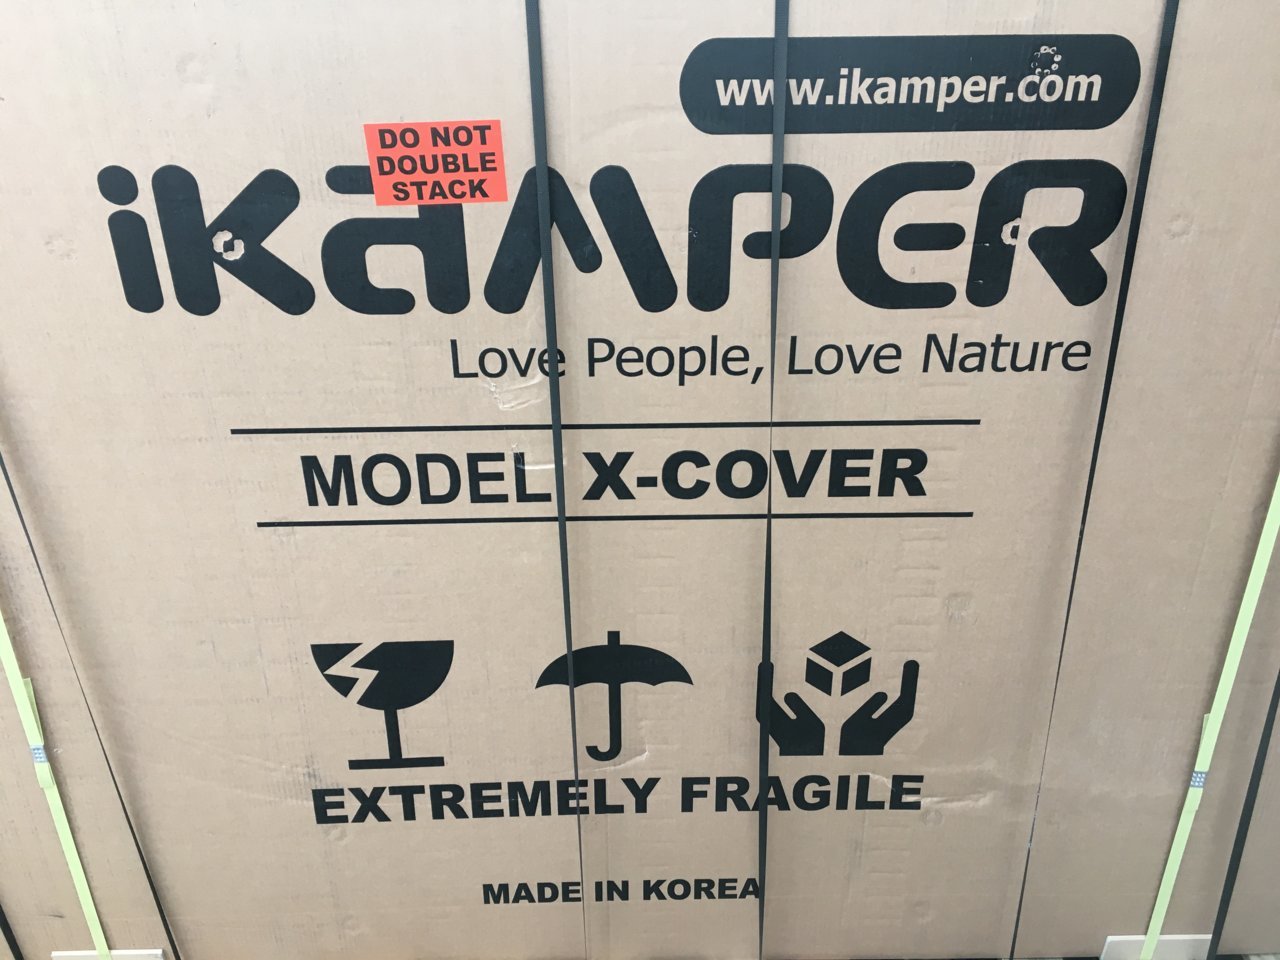 www.ikamper.com
DO NOT
DOUBLE
STACK
iKAMPER
Love People, Love Nature
MODEL X-COVER
EXTREMELY FRAGILE
MADE IN KOREA